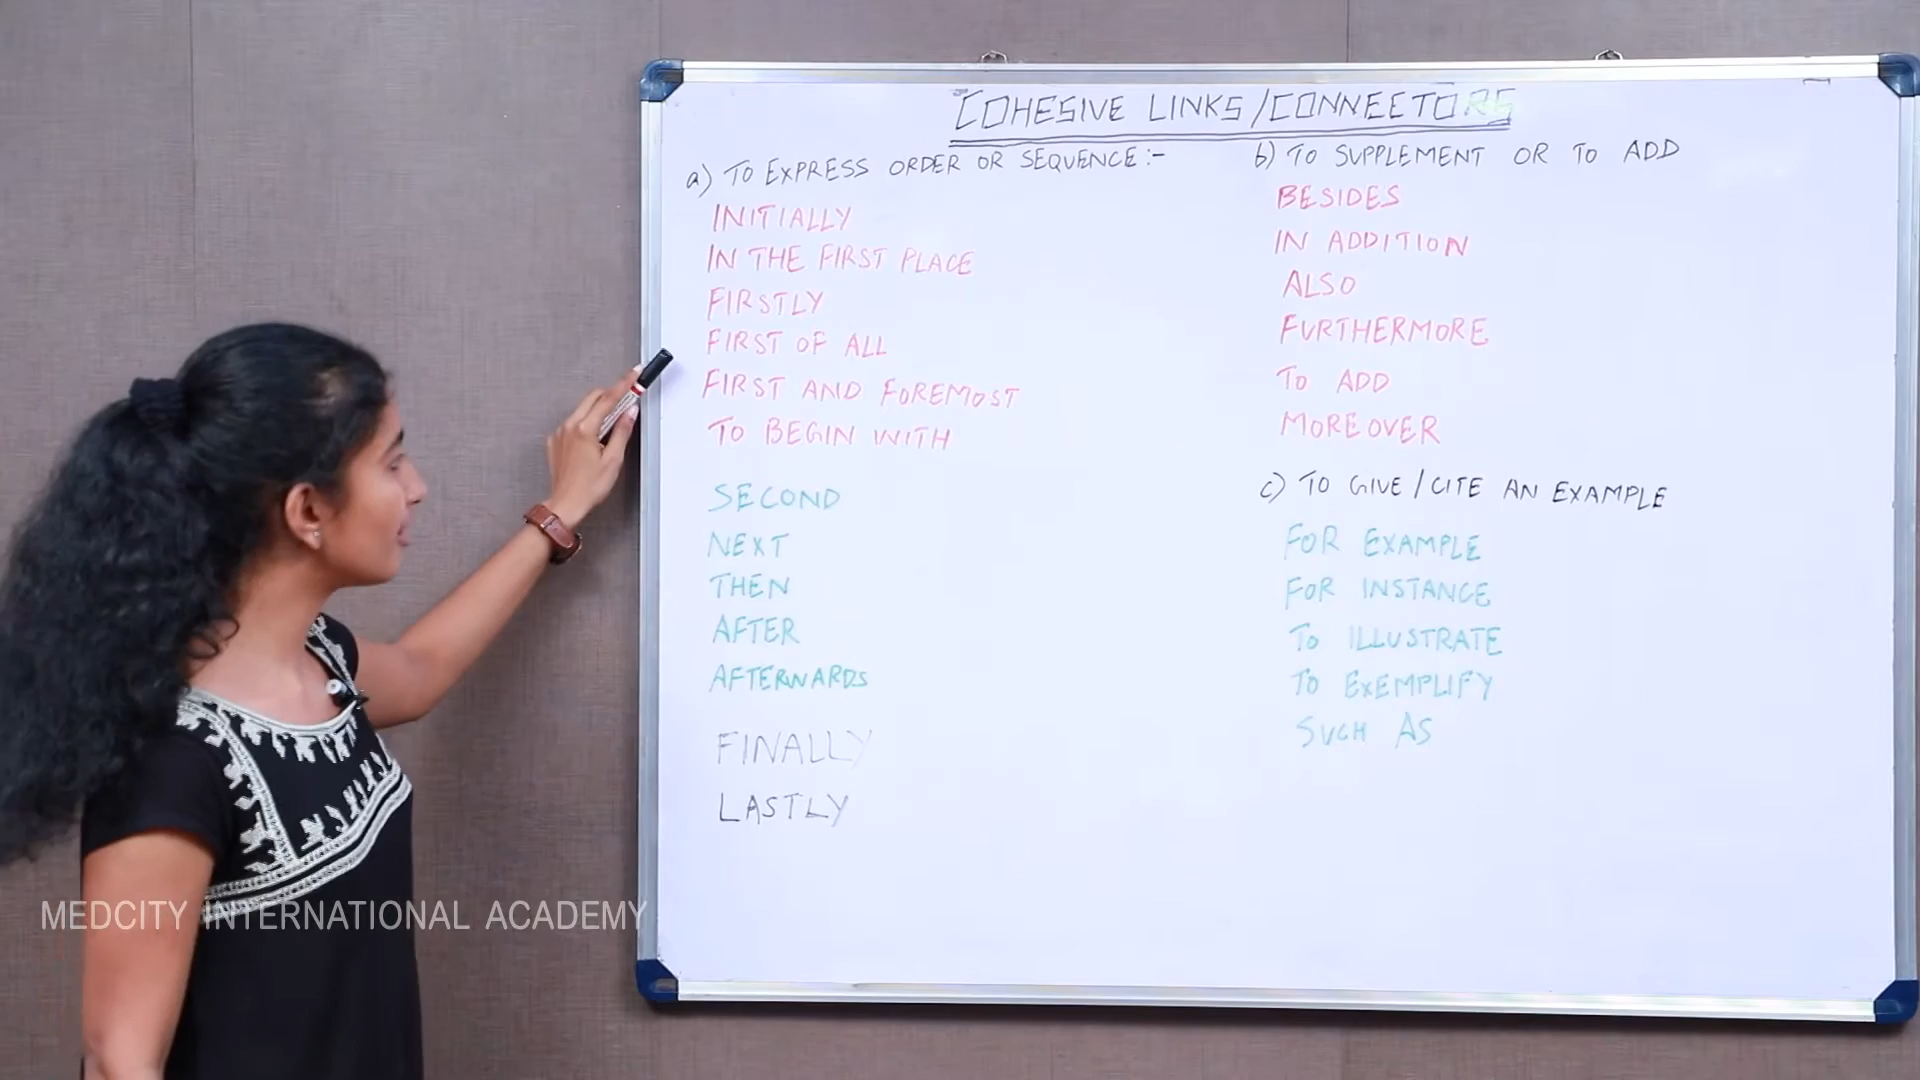 COHESIVE LINKS/CONNECTORS
a) TO EXPRESS ORDER OR SEQUENCE:-
INITIALLY
IN THE FIRST PLACE
FIRSTLY
FIRST OF ALL
FIRST AND FOREMOST
TO BEGIN WITH
SECOND
NEXT
THEN
AFTER
AFTERWARDS
FINALLY
LASTLY
b) TO SUPPLEMENT OR TO ADD
BESIDES
IN ADDITION
ALSO
FURTHERMORE
TO ADD
MOREOVER
c) TO GIVE/CITE AN EXAMPLE
FOR EXAMPLE
FOR INSTANCE
TO ILLUSTRATE
TO EXEMPLIFY
SUCH AS
MEDCITY INTERNATIONAL ACADEMY